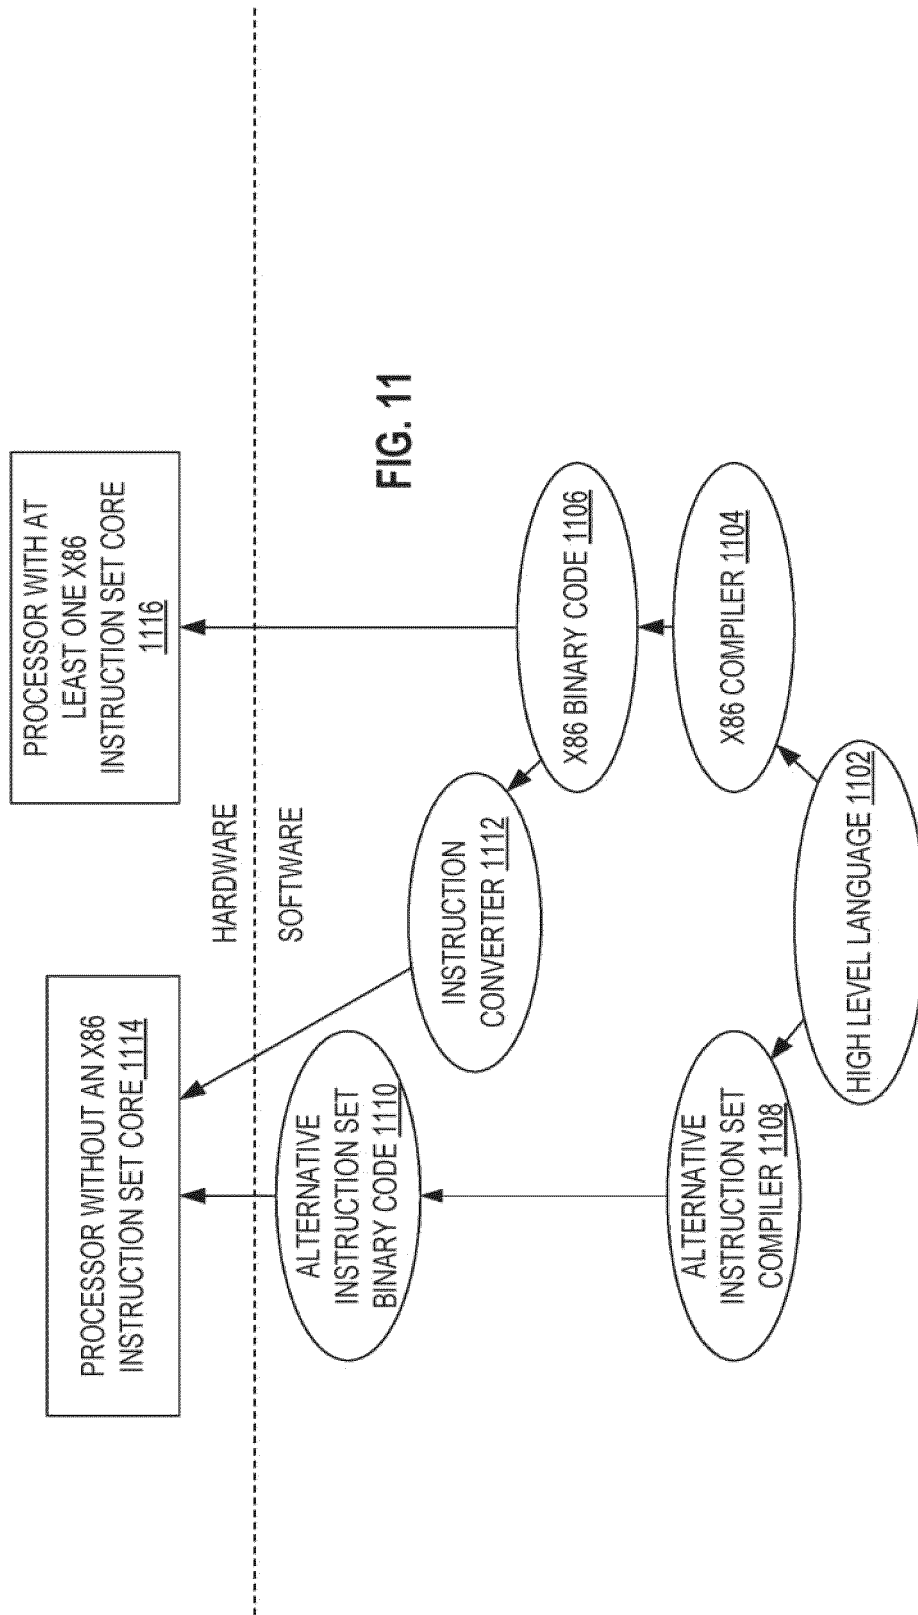 PROCESSOR WITHOUT AN X86
INSTRUCTION SET CORE 1114
PROCESSOR WITH AT
LEAST ONE X86
INSTRUCTION SET CORE
1116
HARDWARE
SOFTWARE
ALTERNATIVE
INSTRUCTION SET
BINARY CODE 1110
INSTRUCTION
CONVERTER 1112
FIG. 11
X86 BINARY CODE 1106
ALTERNATIVE
INSTRUCTION SET
COMPILER 1108
X86 COMPILER 1104
HIGH LEVEL LANGUAGE 1102